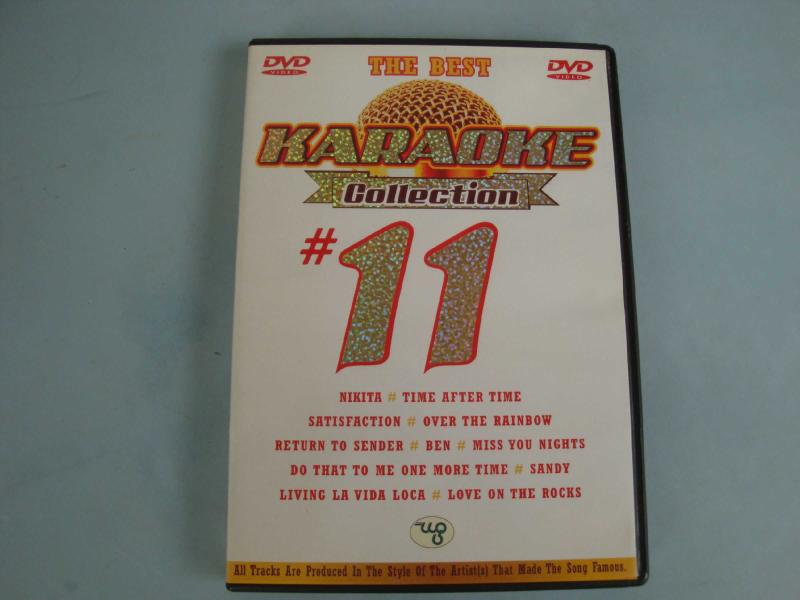 DVD THE BEST DVD
VIDEO VIDEO
KARAOKE
Collection
#11
NIKITA # TIME AFTER TIME
SATISFACTION # OVER THE RAINBOW
RETURN TO SENDER # BEN # MISS YOU NIGHTS
DO THAT TO ME ONE MORE TIME # SANDY
LIVING LA VIDA LOCA # LOVE ON THE ROCKS
All Tracks Are Produced In The Style Of The Artist(s) That Made The Song Famous.